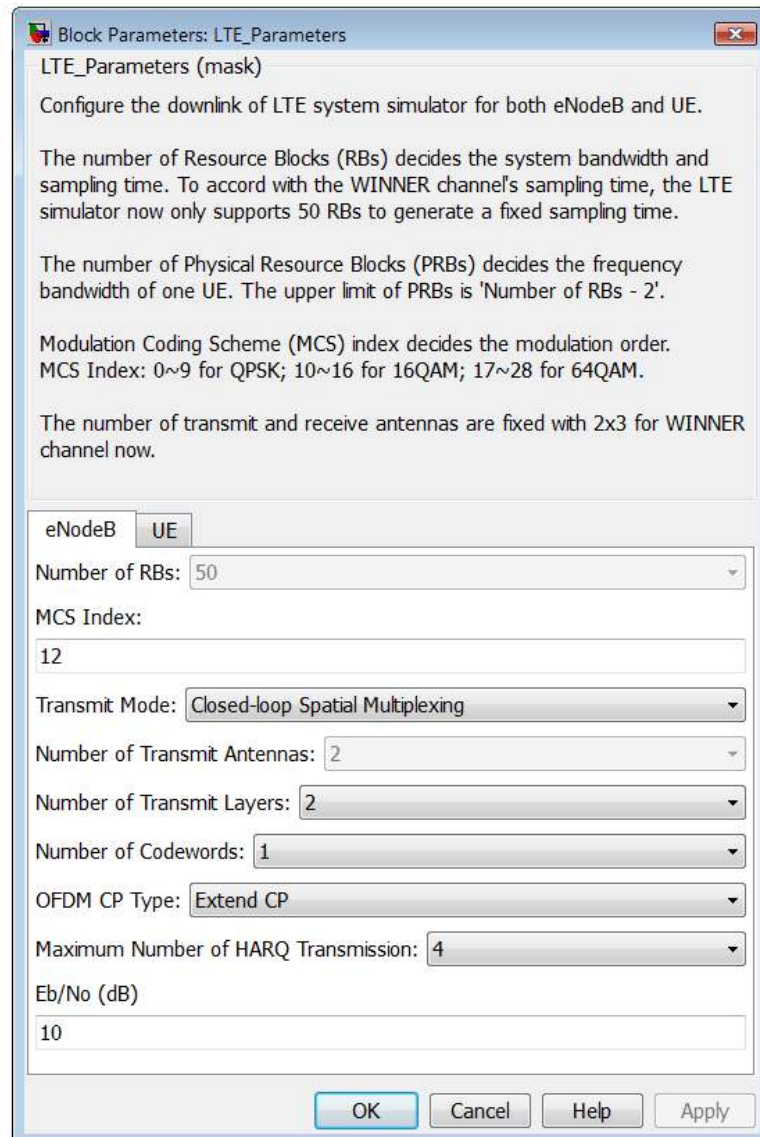 Block Parameters: LTE_Parameters
LTE_Parameters (mask)
Configure the downlink of LTE system simulator for both eNodeB and UE.
The number of Resource Blocks (RBs) decides the system bandwidth and
sampling time. To accord with the WINNER channel's sampling time, the LTE
simulator now only supports 50 RBs to generate a fixed sampling time.
The number of Physical Resource Blocks (PRBs) decides the frequency
bandwidth of one UE. The upper limit of PRBs is 'Number of RBs - 2'.
Modulation Coding Scheme (MCS) index decides the modulation order.
MCS Index: 0~9 for QPSK; 10~16 for 16QAM; 17~28 for 64QAM.
The number of transmit and receive antennas are fixed with 2x3 for WINNER
channel now.
eNodeB UE
Number of RBs: 50
MCS Index:
12
Transmit Mode: Closed-loop Spatial Multiplexing
Number of Transmit Antennas: 2
Number of Transmit Layers: 2
Number of Codewords: 1
OFDM CP Type: Extend CP
Maximum Number of HARQ Transmission: 4
Eb/No (dB)
10
OK Cancel Help Apply